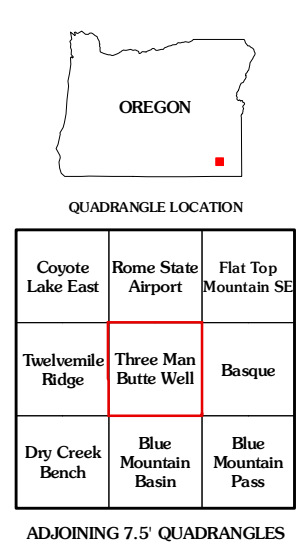 OREGON
QUADRANGLE LOCATION
Coyote
Lake East
Rome State
Airport
Flat Top
Mountain SE
Twelvemile
Ridge
Three Man
Butte Well
Basque
Dry Creek
Bench
Blue
Mountain
Basin
Blue
Mountain
Pass
ADJOINING 7.5' QUADRANGLES